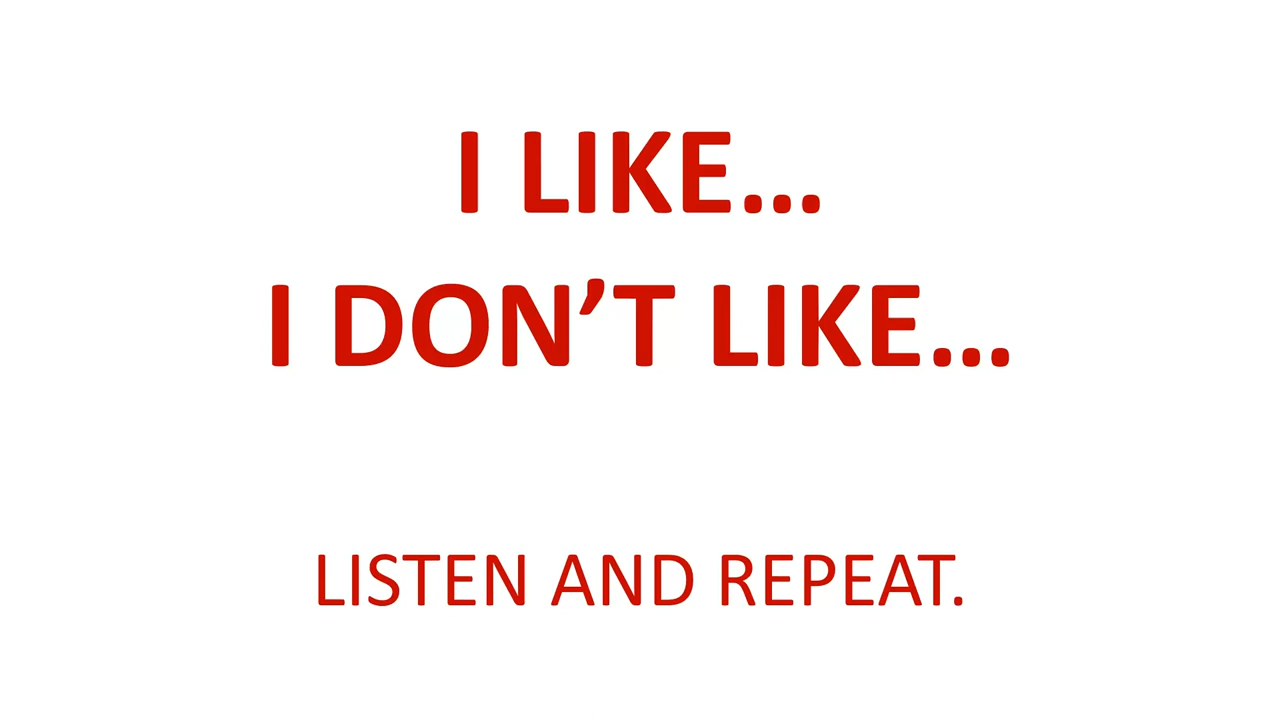 I LIKE…
I DON’T LIKE…
LISTEN AND REPEAT.